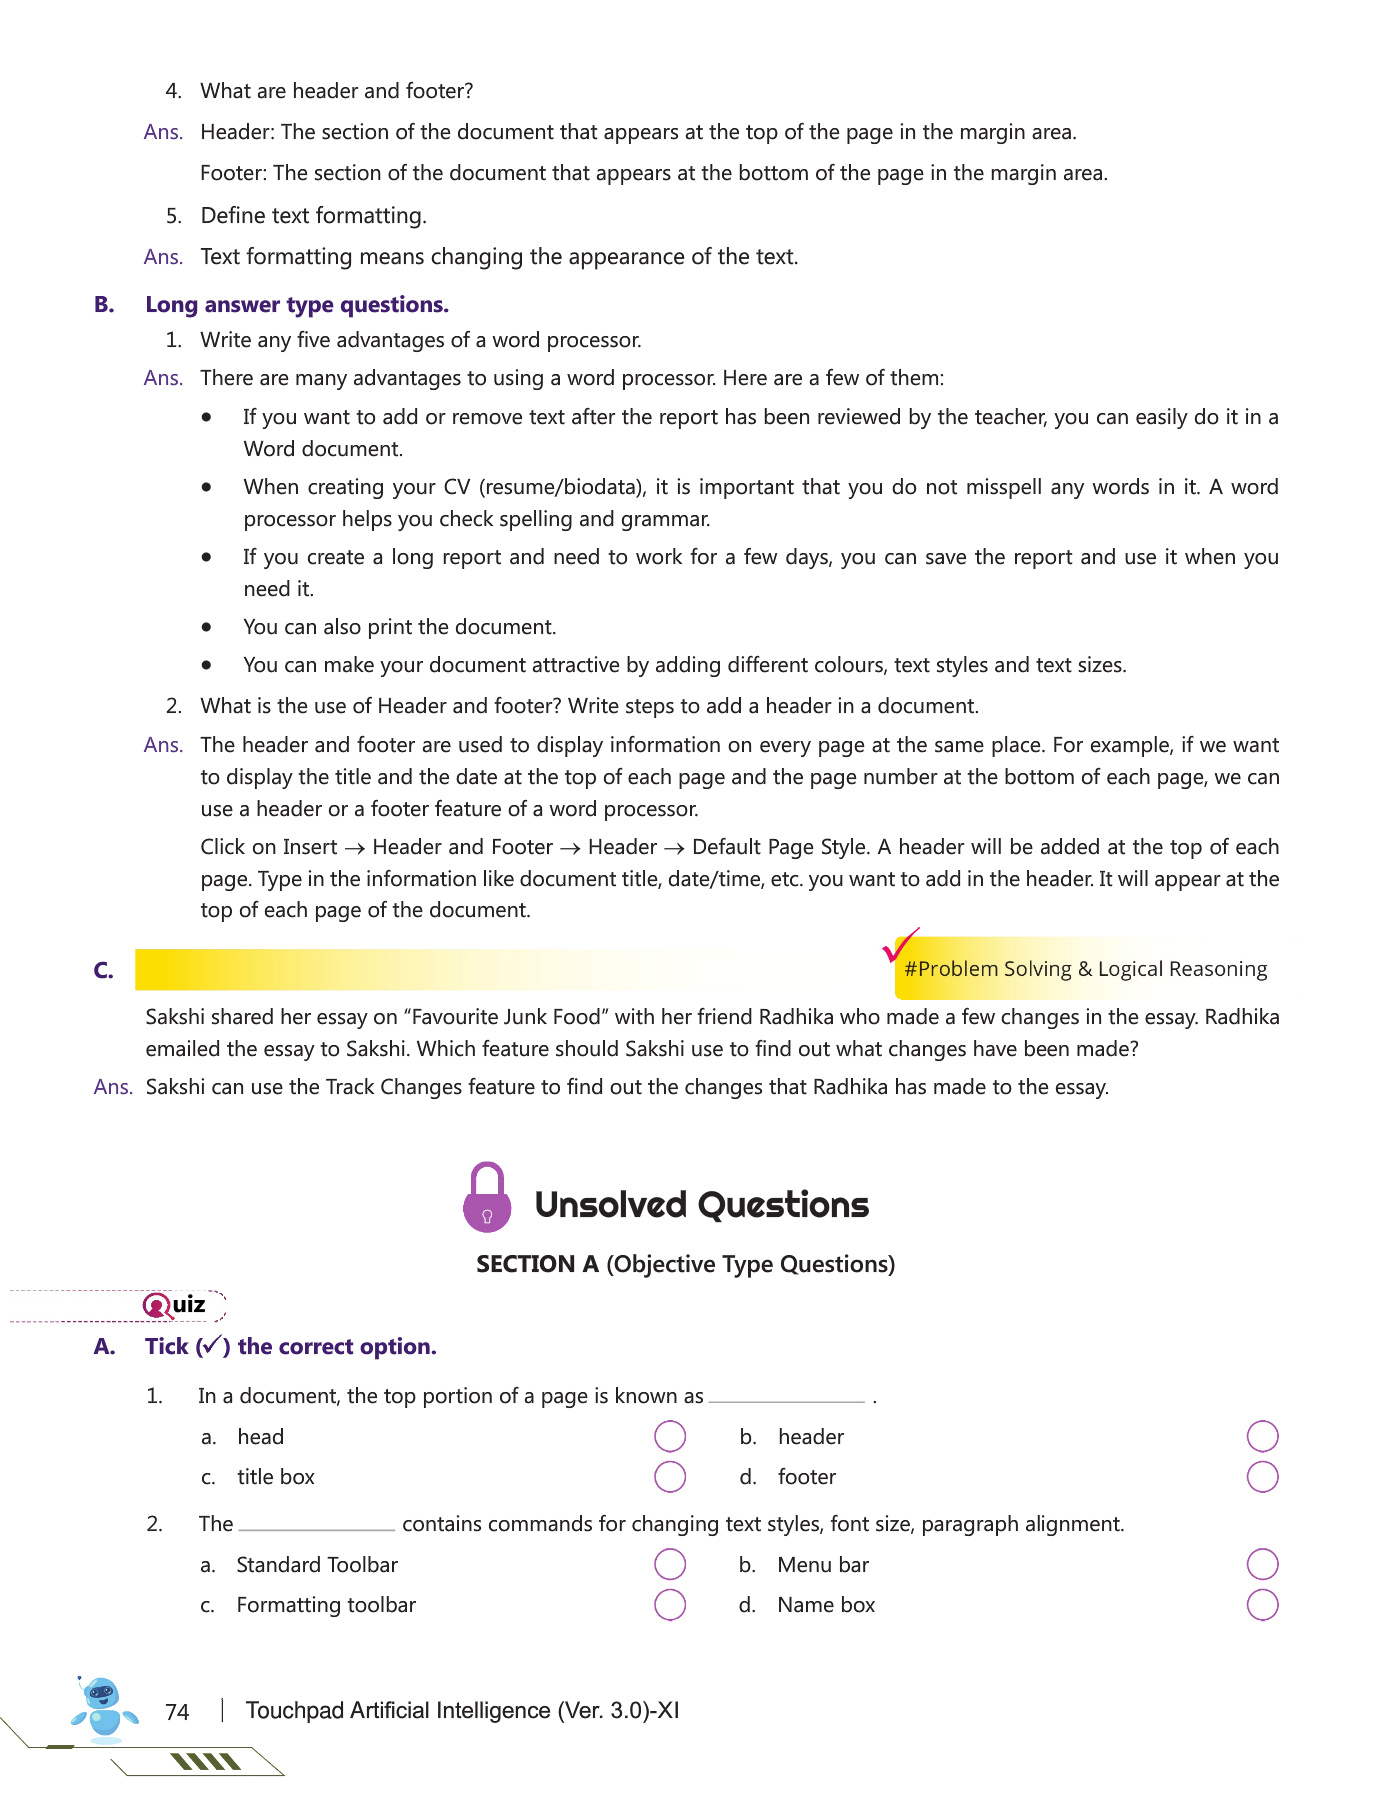 4. What are header and footer?
Ans. Header: The section of the document that appears at the top of the page in the margin area.
Footer: The section of the document that appears at the bottom of the page in the margin area.
5. Define text formatting.
Ans. Text formatting means changing the appearance of the text.
B. Long answer type questions.
1. Write any five advantages of a word processor.
Ans. There are many advantages to using a word processor. Here are a few of them:
● If you want to add or remove text after the report has been reviewed by the teacher, you can easily do it in a
Word document.
● When creating your CV (resume/biodata), it is important that you do not misspell any words in it. A word
processor helps you check spelling and grammar.
● If you create a long report and need to work for a few days, you can save the report and use it when you
need it.
● You can also print the document.
● You can make your document attractive by adding different colours, text styles and text sizes.
2. What is the use of Header and footer? Write steps to add a header in a document.
Ans. The header and footer are used to display information on every page at the same place. For example, if we want
to display the title and the date at the top of each page and the page number at the bottom of each page, we can
use a header or a footer feature of a word processor.
Click on Insert → Header and Footer → Header → Default Page Style. A header will be added at the top of each
page. Type in the information like document title, date/time, etc. you want to add in the header. It will appear at the
top of each page of the document.
C. #Problem Solving & Logical Reasoning
Sakshi shared her essay on “Favourite Junk Food” with her friend Radhika who made a few changes in the essay. Radhika
emailed the essay to Sakshi. Which feature should Sakshi use to find out what changes have been made?
Ans. Sakshi can use the Track Changes feature to find out the changes that Radhika has made to the essay.
Unsolved Questions
SECTION A (Objective Type Questions)
Quiz
A. Tick (✓) the correct option.
1. In a document, the top portion of a page is known as ______________ .
a. head b. header
c. title box d. footer
2. The ______________ contains commands for changing text styles, font size, paragraph alignment.
a. Standard Toolbar b. Menu bar
c. Formatting toolbar d. Name box
74 Touchpad Artificial Intelligence (Ver. 3.0)-XI